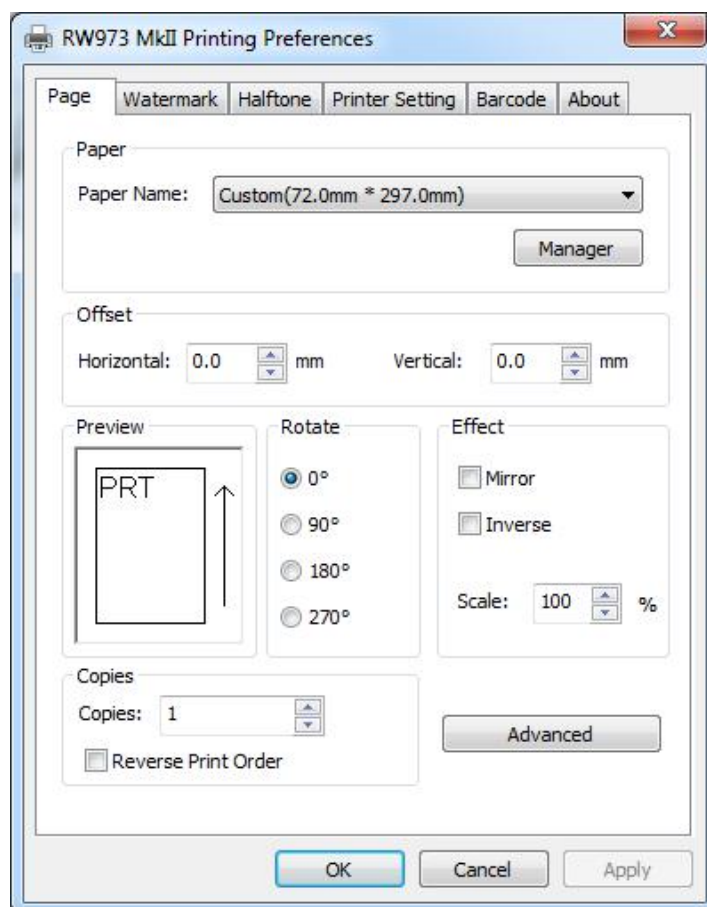 RW973 MkII Printing Preferences
Page Watermark Halftone Printer Setting Barcode About
Paper
Paper Name: Custom(72.0mm * 297.0mm)
Manager
Offset
Horizontal: 0.0 mm Vertical: 0.0 mm
Preview Rotate Effect
PRT 0° Mirror
90° Inverse
180°
270° Scale: 100 %
Copies
Copies: 1
Advanced
Reverse Print Order
OK Cancel Apply